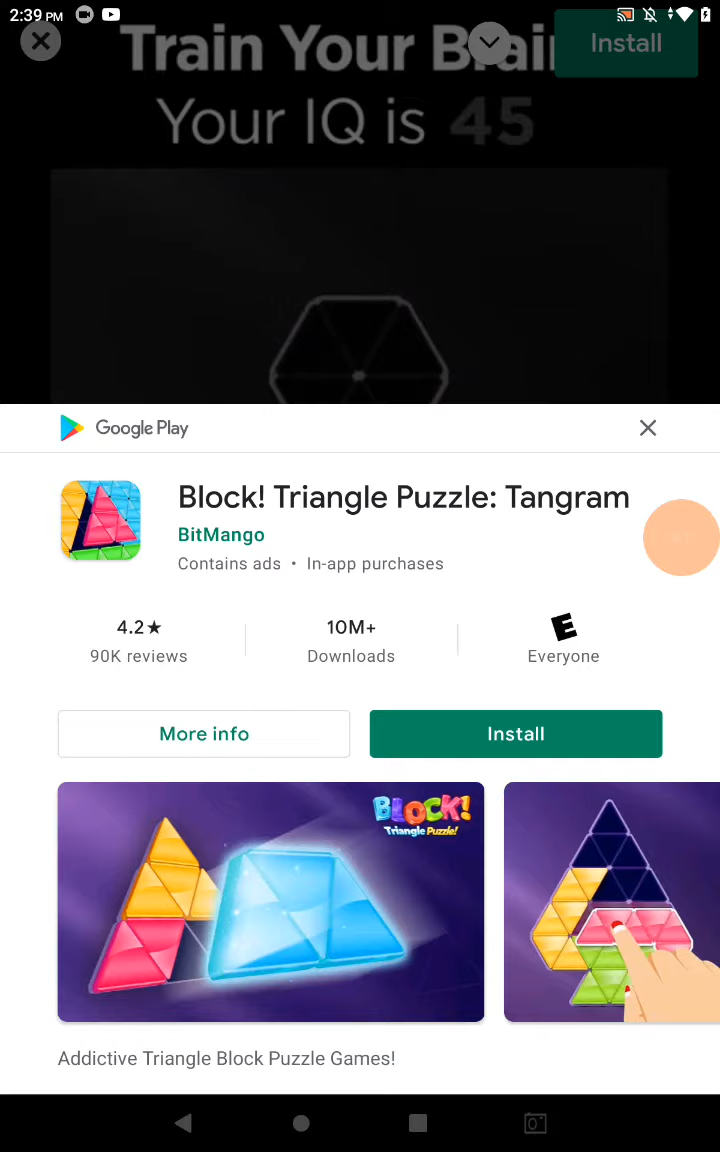 2:39 PM
Train Your Brain
Install
Your IQ is 45
Google Play
Block! Triangle Puzzle: Tangram
BitMango
Contains ads • In-app purchases
4.2★
10M+
E
90K reviews
Downloads
Everyone
More info
Install
BLOCK!
Triangle Puzzle!
Addictive Triangle Block Puzzle Games!